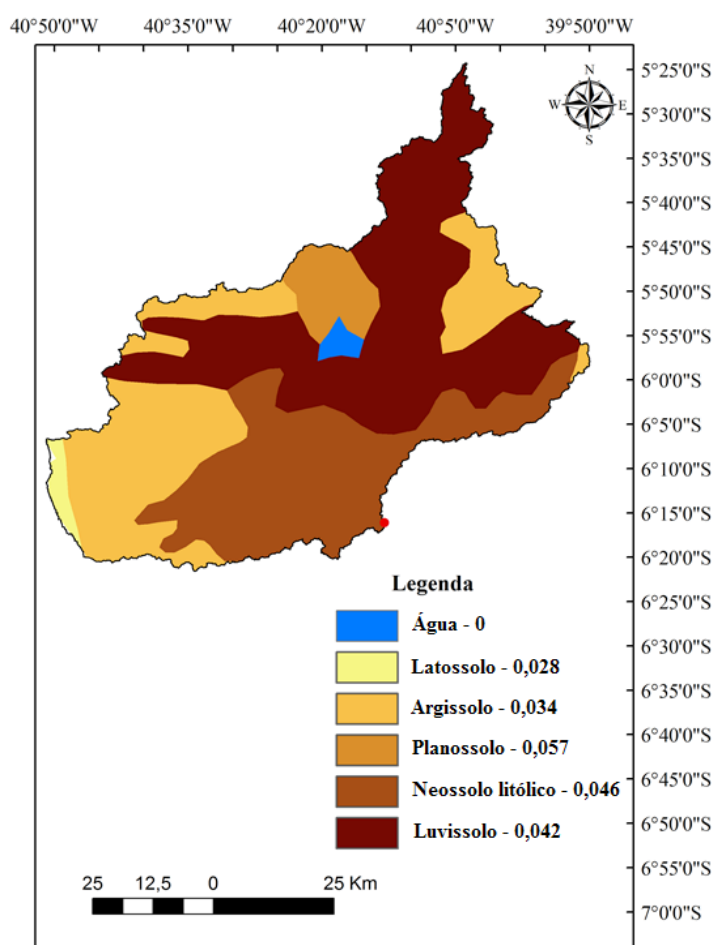 40°50'0"W 40°35'0"W 40°20'0"W 40°50'0"W 39°50'0"W
5°25'0"S
N
W E
S
5°30'0"S
5°35'0"S
5°40'0"S
5°45'0"S
5°50'0"S
5°55'0"S
6°0'0"S
6°5'0"S
6°10'0"S
6°15'0"S
6°20'0"S
6°25'0"S
6°30'0"S
6°35'0"S
6°40'0"S
6°45'0"S
6°50'0"S
6°55'0"S
7°0'0"S
Legenda
Água - 0
Latossolo - 0,028
Argissolo - 0,034
Planossolo - 0,057
Neossolo litólico - 0,046
Luvissolo - 0,042
25 12,5 0 25 Km